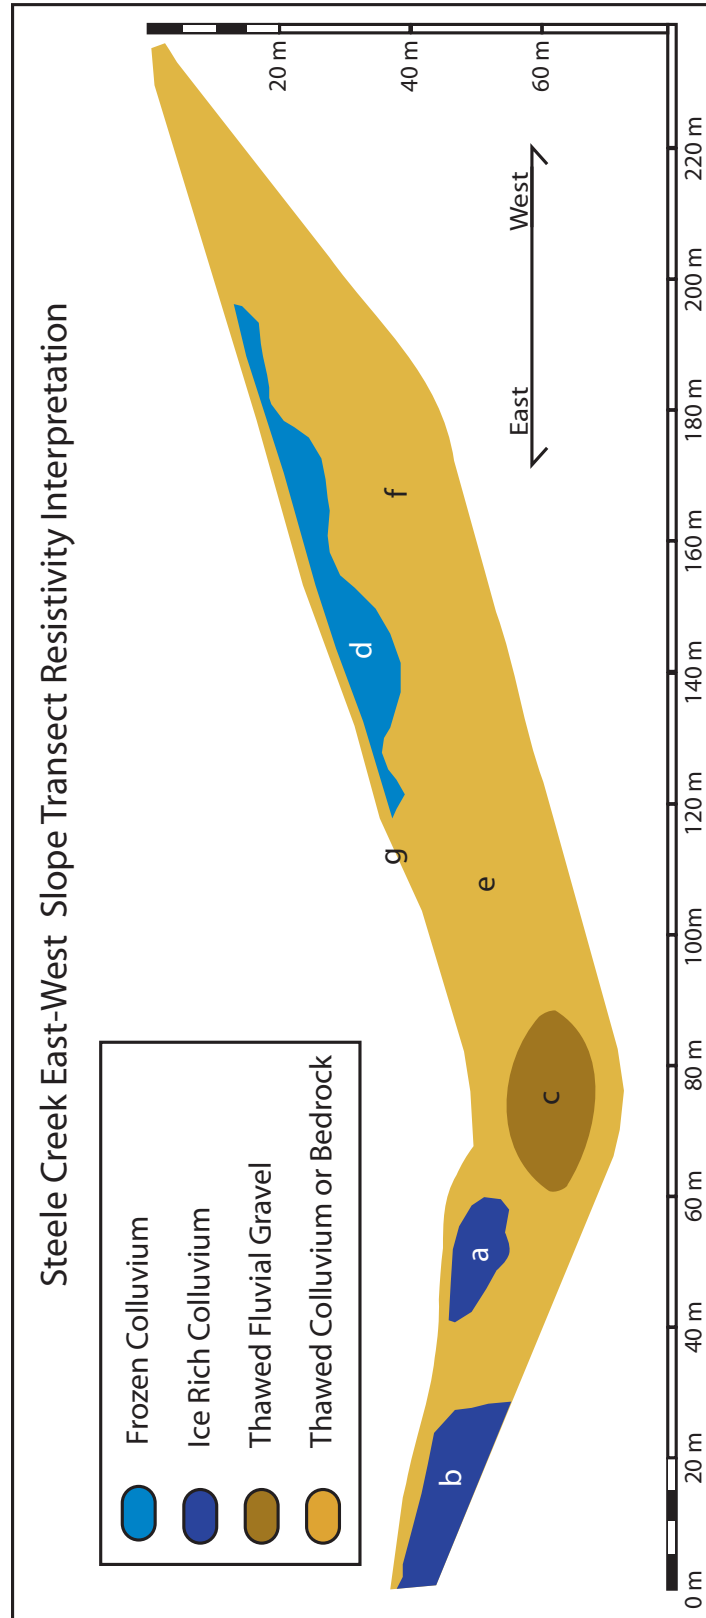 Steele Creek East-West Slope Transect Resistivity Interpretation
Frozen Colluvium
Ice Rich Colluvium
Thawed Fluvial Gravel
Thawed Colluvium or Bedrock
20 m
40 m
60 m
g
d
f
e
a
b
c
East
West
0 m
20 m
40 m
60 m
80 m
100m
120 m
140 m
160 m
180 m
200 m
220 m